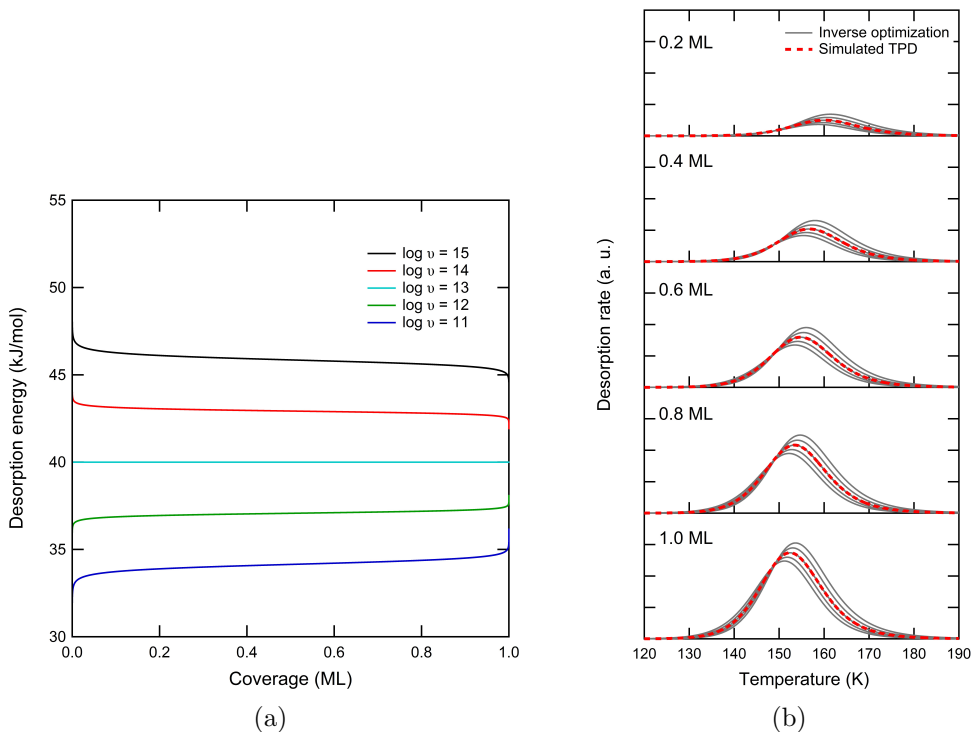 55
50
45
40
35
30
Desorption energy (kJ/mol)
log υ = 15
log υ = 14
log υ = 13
log υ = 12
log υ = 11
0.0 0.2 0.4 0.6 0.8 1.0
Coverage (ML)
(a)
Inverse optimization
Simulated TPD
0.2 ML
0.4 ML
0.6 ML
0.8 ML
1.0 ML
Desorption rate (a. u.)
120 130 140 150 160 170 180 190
Temperature (K)
(b)